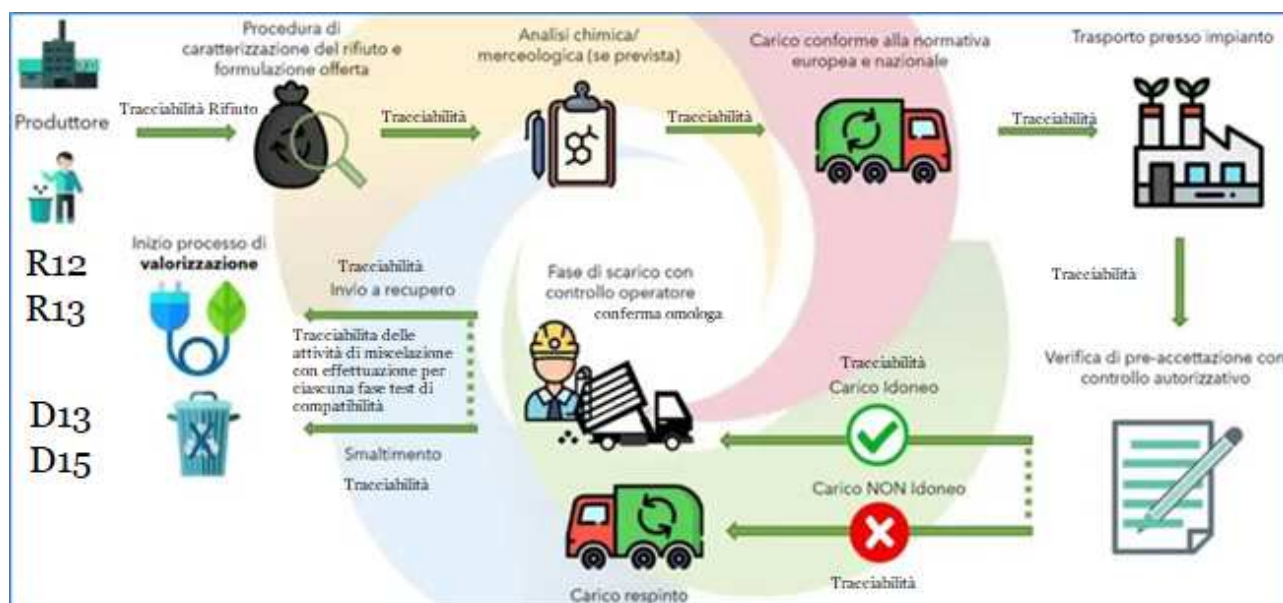 Procedura di
caratterizzazione del rifiuto e
formulazione offerta
Analisi chimica/
merceologica (se prevista)
Carico conforme alla normativa
europea e nazionale
Trasporto presso impianto
Produttore
Tracciabilità Rifiuto
Tracciabilità
Tracciabilità
Tracciabilità
R12
R13
Inizio processo di
valorizzazione
Tracciabilità
Invio a recupero
Fase di scarico con
controllo operatore
conferma omologa
Tracciabilità
Tracciabilita delle
attività di miscelazione
con effettuazione per
ciascuna fase test di
compatibilità
Tracciabilità
Carico Idoneo
Verifica di pre-accettazione con
controllo autorizzativo
D13
D15
Smaltimento
Tracciabilità
Carico NON Idoneo
Tracciabilità
Carico respinto